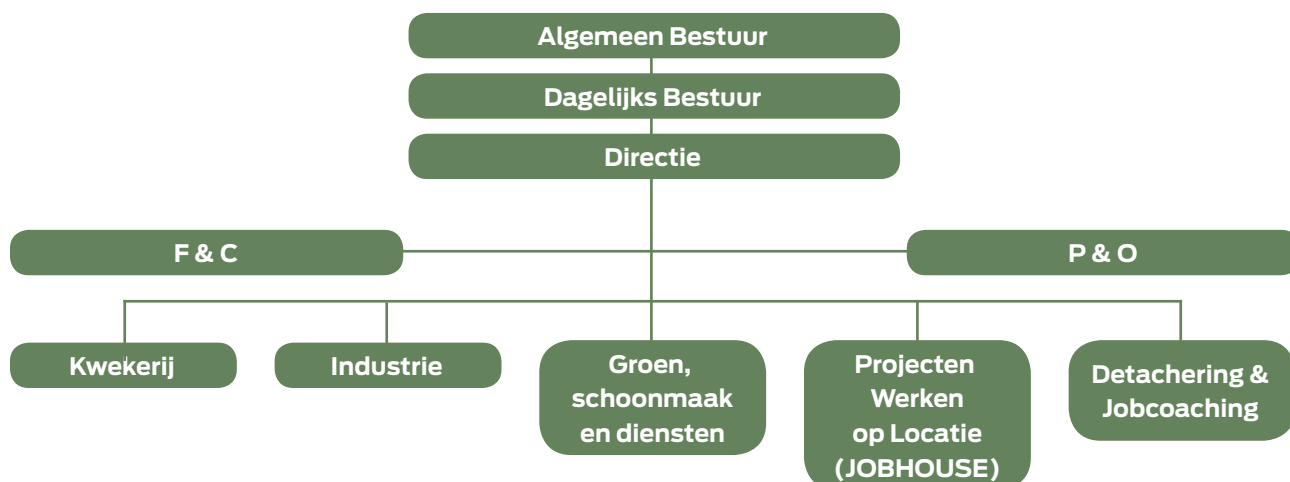 Algemeen Bestuur
Dagelijks Bestuur
Directie
F & C
P & O
Kwekerij
Industrie
Groen,
schoonmaak
en diensten
Projecten
Werken
op Locatie
(JOBHOUSE)
Detachering &
Jobcoaching